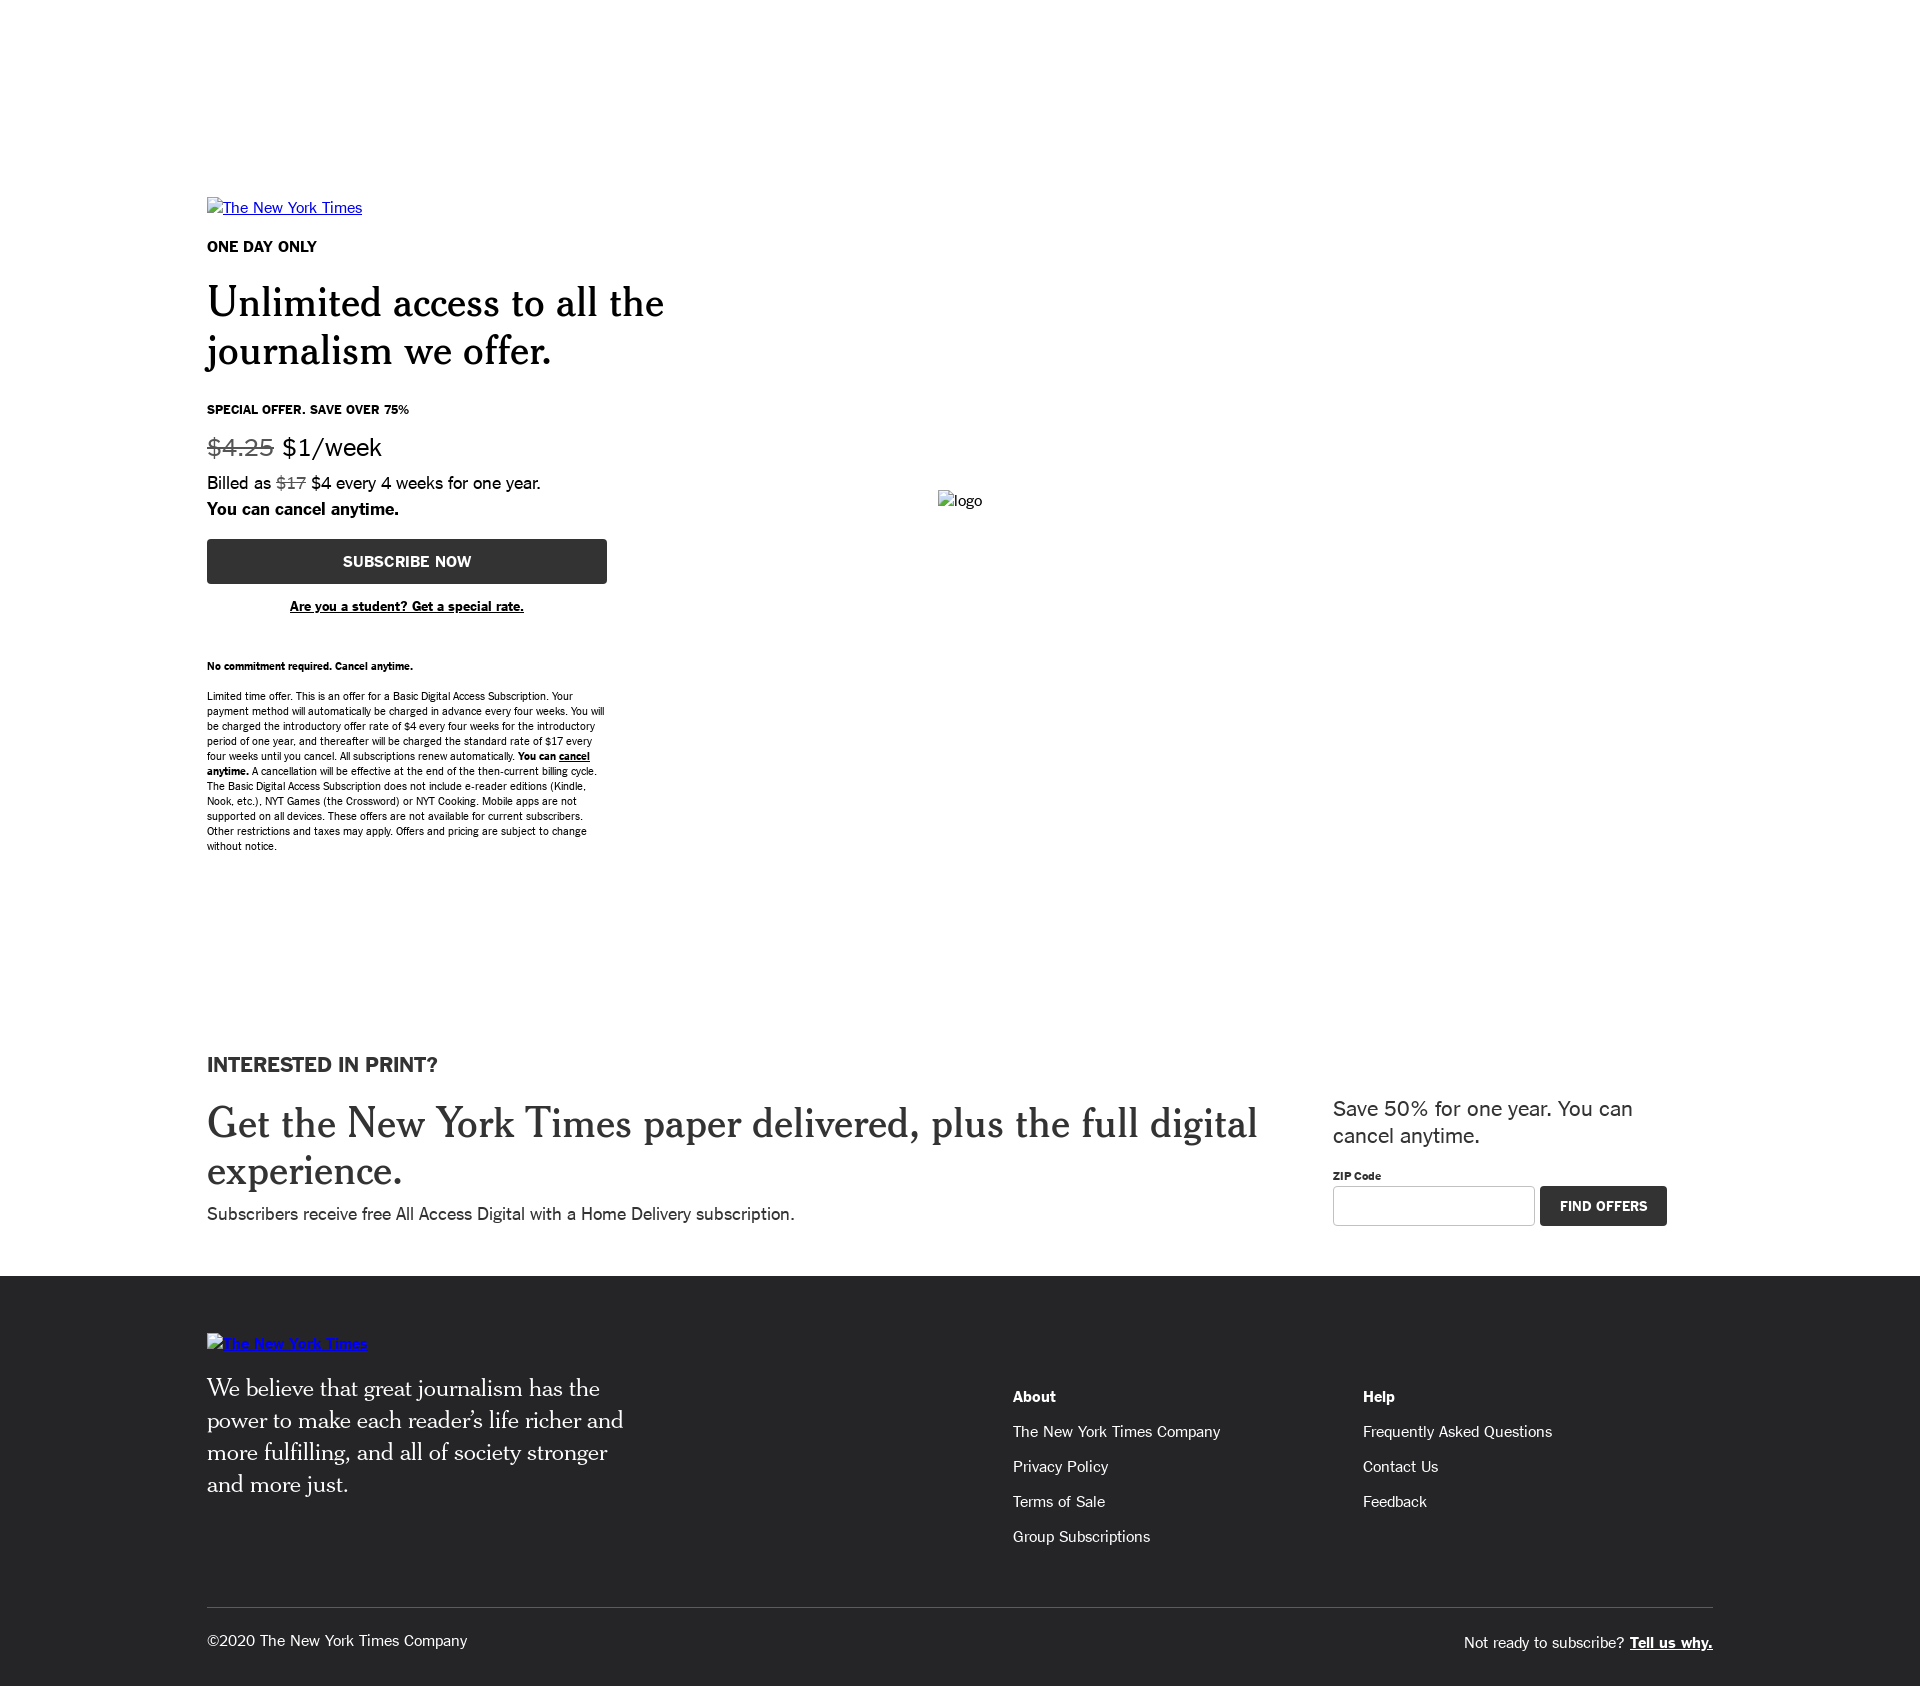 The New York Times
ONE DAY ONLY
Unlimited access to all the
journalism we offer.
SPECIAL OFFER. SAVE OVER 75%
$4.25 $1/week
Billed as $17 $4 every 4 weeks for one year.
You can cancel anytime.
SUBSCRIBE NOW
Are you a student? Get a special rate.
logo
No commitment required. Cancel anytime.
Limited time offer. This is an offer for a Basic Digital Access Subscription. Your
payment method will automatically be charged in advance every four weeks. You will
be charged the introductory offer rate of $4 every four weeks for the introductory
period of one year, and thereafter will be charged the standard rate of $17 every
four weeks until you cancel. All subscriptions renew automatically. You can cancel
anytime. A cancellation will be effective at the end of the then-current billing cycle.
The Basic Digital Access Subscription does not include e-reader editions (Kindle,
Nook, etc.), NYT Games (the Crossword) or NYT Cooking. Mobile apps are not
supported on all devices. These offers are not available for current subscribers.
Other restrictions and taxes may apply. Offers and pricing are subject to change
without notice.
INTERESTED IN PRINT?
Get the New York Times paper delivered, plus the full digital
experience.
Subscribers receive free All Access Digital with a Home Delivery subscription.
Save 50% for one year. You can
cancel anytime.
ZIP Code
FIND OFFERS
The New York Times
We believe that great journalism has the
power to make each reader’s life richer and
more fulfilling, and all of society stronger
and more just.
About
The New York Times Company
Privacy Policy
Terms of Sale
Group Subscriptions
Help
Frequently Asked Questions
Contact Us
Feedback
©2020 The New York Times Company
Not ready to subscribe? Tell us why.